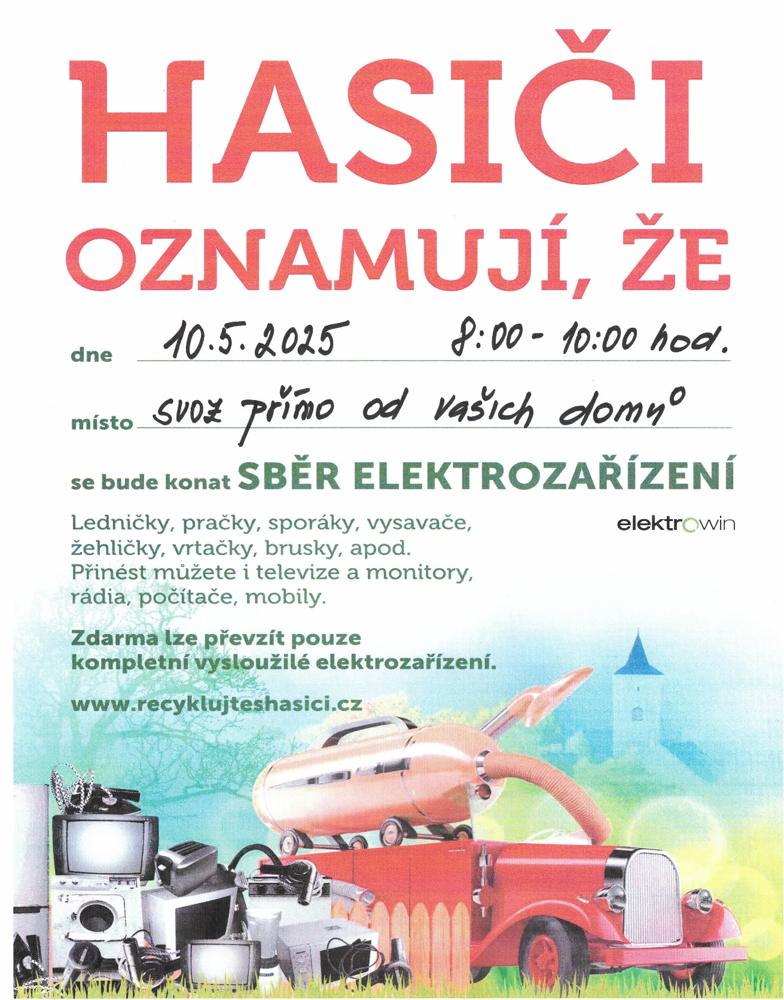 HASIČI
OZNAMUJÍ, ŽE
dne 10.5.2025 8:00 - 10:00 hod.
místo svoz přímo od vašich domů
se bude konat SBĚR ELEKTROZAŘÍZENÍ
Ledničky, pračky, sporáky, vysavače,
elektrowin
žehličky, vrtačky, brusky, apod.
Přinést můžete i televize a monitory,
rádia, počítače, mobily.
Zdarma lze převzít pouze
kompletní vysloužilé elektrozařízení.
www.recyklujteshasici.cz